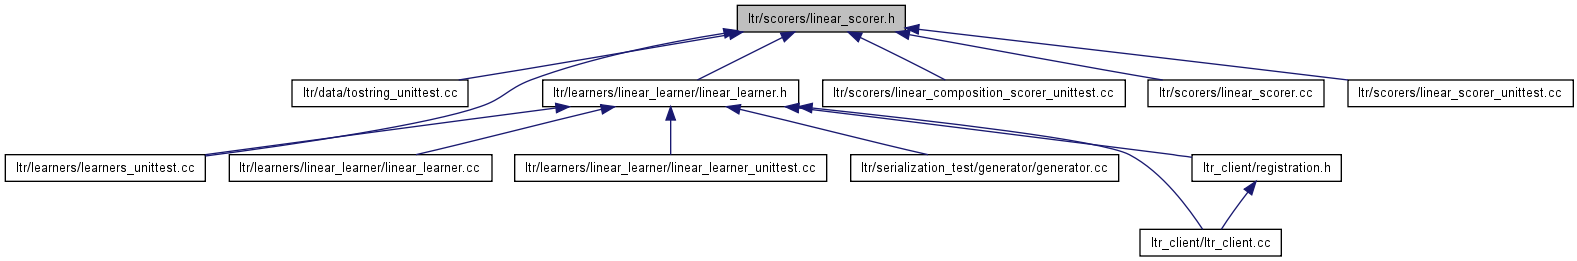 ltr/scorers/linear_scorer.h
ltr/data/tostring_unittest.cc
ltr/learners/linear_learner/linear_learner.h
ltr/scorers/linear_composition_scorer_unittest.cc
ltr/scorers/linear_scorer.cc
ltr/scorers/linear_scorer_unittest.cc
ltr/learners/learners_unittest.cc
ltr/learners/linear_learner/linear_learner.cc
ltr/learners/linear_learner/linear_learner_unittest.cc
ltr/serialization_test/generator/generator.cc
ltr_client/registration.h
ltr_client/ltr_client.cc